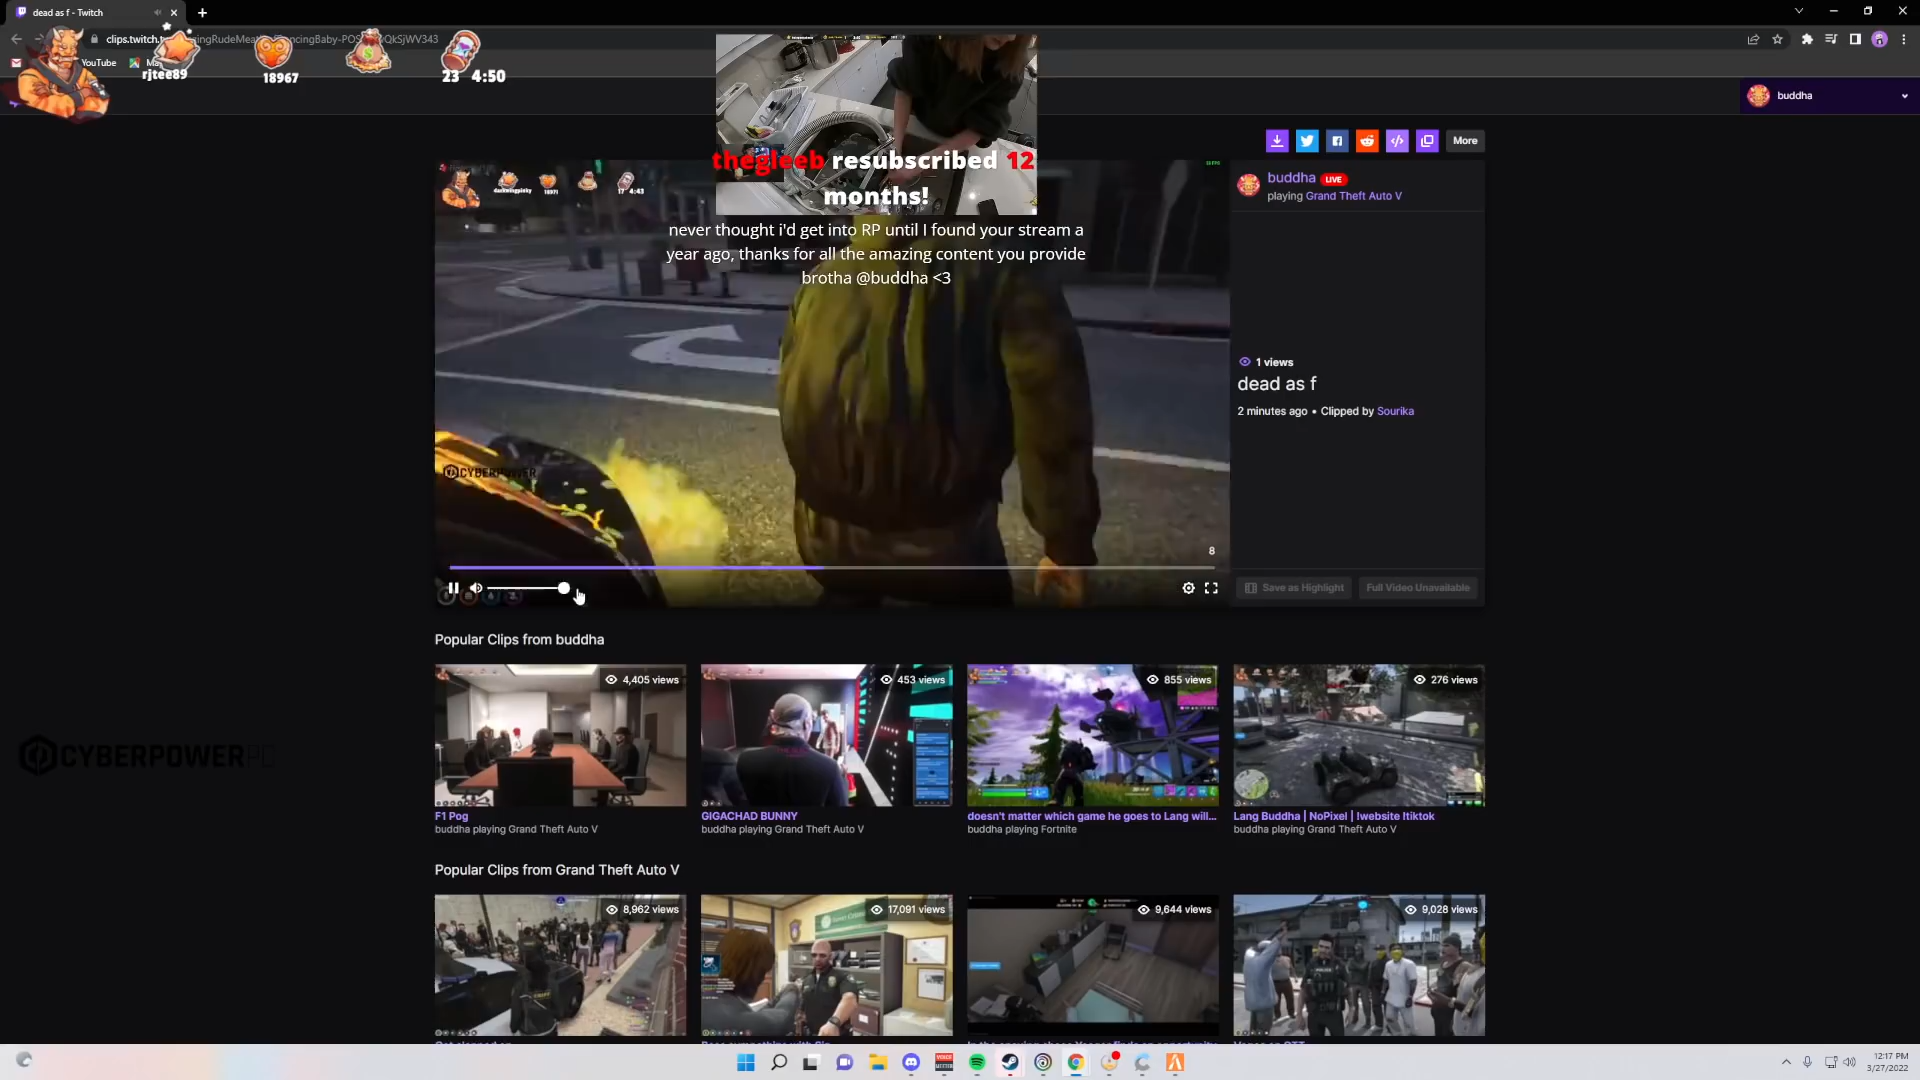 dead as f - Twitch
clips.twitch.t
YouTube
rjtee89
18967
23 4:50
buddha
thegleeb resubscribed 12
months!
never thought i'd get into RP until I found your stream a
year ago, thanks for all the amazing content you provide
brotha @buddha <3
More
buddha LIVE
playing Grand Theft Auto V
17 4:43
1 views
dead as f
2 minutes ago • Clipped by Sourika
CYBERPOWER
8
Save as Highlight
Full Video Unavailable
Popular Clips from buddha
4,405 views
453 views
855 views
276 views
F1 Pog
buddha playing Grand Theft Auto V
GIGACHAD BUNNY
buddha playing Grand Theft Auto V
doesn't matter which game he goes to Lang will...
buddha playing Fortnite
Lang Buddha | NoPixel | !website !tiktok
buddha playing Grand Theft Auto V
CYBERPOWERPC
Popular Clips from Grand Theft Auto V
8,962 views
17,091 views
9,644 views
9,028 views
12:17 PM
3/27/2022